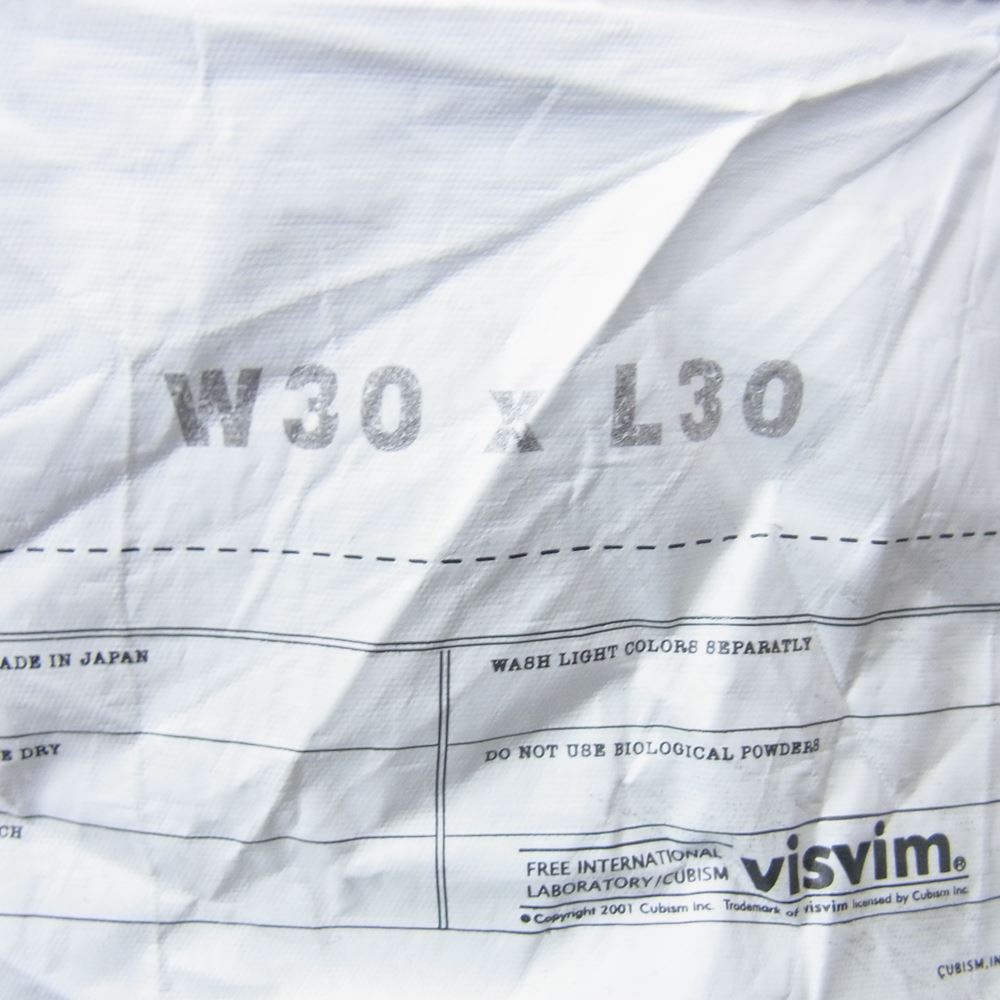 W30 x L30
ADE IN JAPAN
WASH LIGHT COLORS SEPARATLY
E DRY
DO NOT USE BIOLOGICAL POWDERS
CH
FREE INTERNATIONAL
LABORATORY/CUBISM
visvim®
●Copyright 2001 Cubism Inc. Trademark of visvim licensed by Cubism Inc
CUBISM,IN